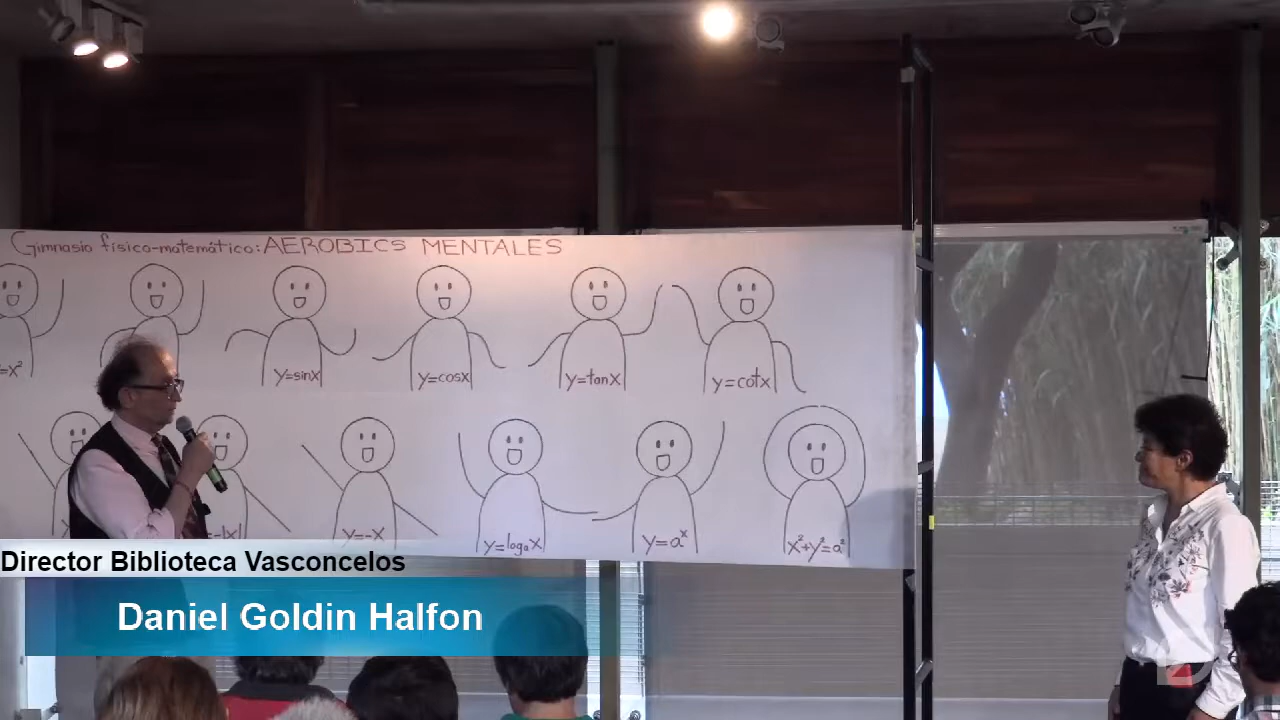 Gimnasio físico-matemático: AEROBICS MENTALES
=x²
y=sinx
y=cosx
y=tanx
y=cotx
=-|x|
y=-x
y=logₐx
y=aˣ
x²+y²=a²
Director Biblioteca Vasconcelos
Daniel Goldin Halfon